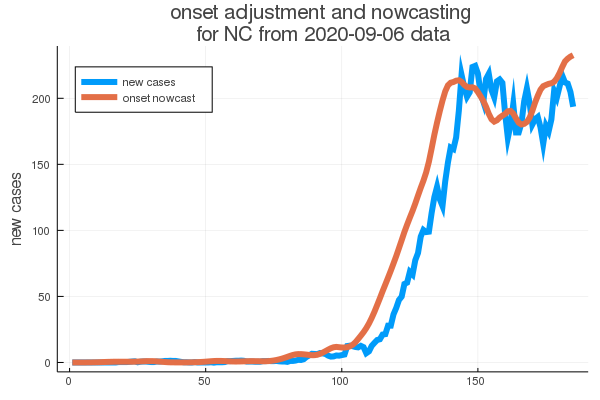 onset adjustment and nowcasting
for NC from 2020-09-06 data
new cases
onset nowcast
new cases
200
150
100
50
0
0
50
100
150